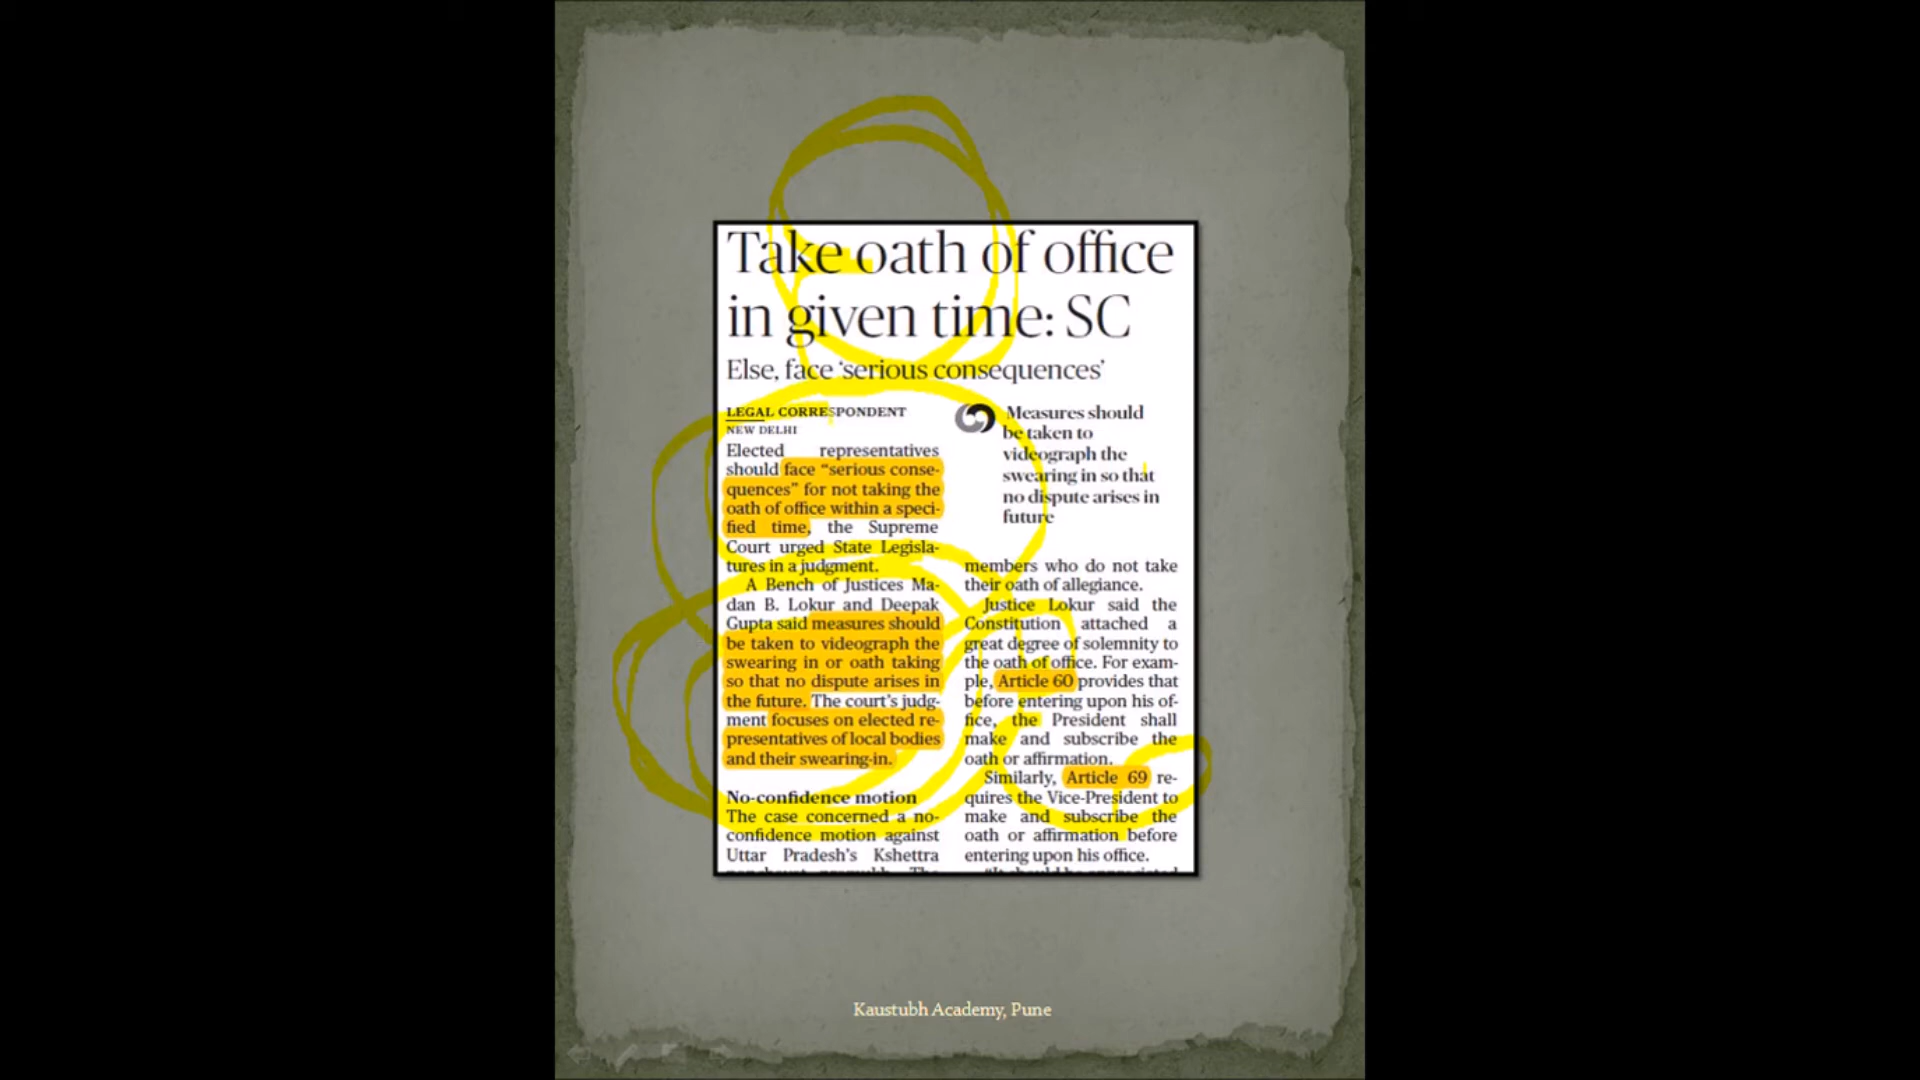 Take oath of office
in given time: SC
Else, face ‘serious consequences’
LEGAL CORRESPONDENT
NEW DELHI
Elected representatives
should face “serious conse-
quences” for not taking the
oath of office within a speci-
fied time, the Supreme
Court urged State Legisla-
tures in a judgment.
A Bench of Justices Ma-
dan B. Lokur and Deepak
Gupta said measures should
be taken to videograph the
swearing in or oath taking
so that no dispute arises in
the future. The court’s judg-
ment focuses on elected re-
presentatives of local bodies
and their swearing-in.
No-confidence motion
The case concerned a no-
confidence motion against
Uttar Pradesh’s Kshettra
Measures should
be taken to
videograph the
swearing in so that
no dispute arises in
future
members who do not take
their oath of allegiance.
Justice Lokur said the
Constitution attached a
great degree of solemnity to
the oath of office. For exam-
ple, Article 60 provides that
before entering upon his of-
fice, the President shall
make and subscribe the
oath or affirmation.
Similarly, Article 69 re-
quires the Vice-President to
make and subscribe the
oath or affirmation before
entering upon his office.
Kaustubh Academy, Pune